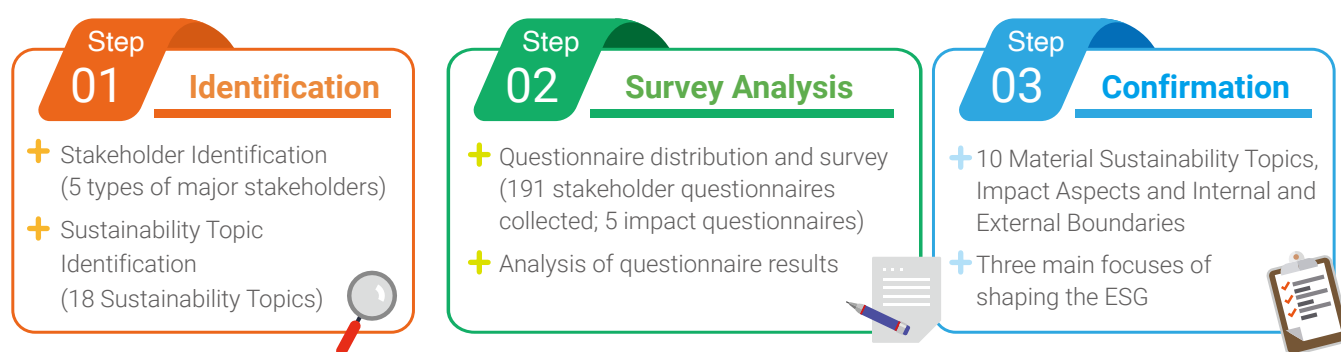 Step
01
Identification
Stakeholder Identification
(5 types of major stakeholders)
Sustainability Topic
Identification
(18 Sustainability Topics)
Step
02
Survey Analysis
Questionnaire distribution and survey
(191 stakeholder questionnaires
collected; 5 impact questionnaires)
Analysis of questionnaire results
Step
03
Confirmation
10 Material Sustainability Topics,
Impact Aspects and Internal and
External Boundaries
Three main focuses of
shaping the ESG